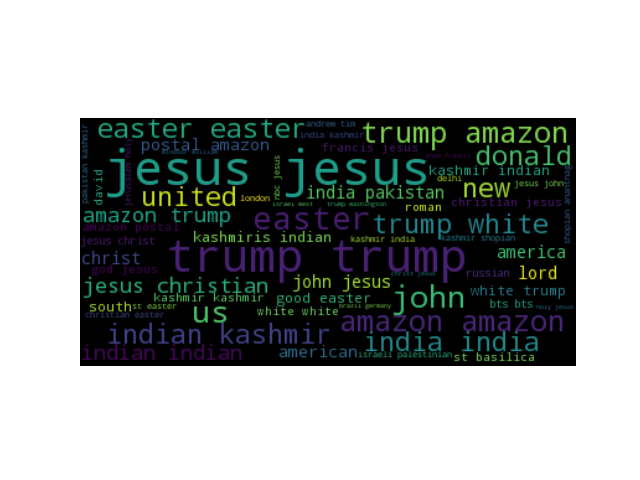 easter easter
andrew tim
india kashmir
trump amazon
postal amazon
francis jesus
donald
jesus jesus
kashmir indian
pakistan kashmir
david
nbc jesus
delhi
new
jesus john
united
london
india pakistan
christian jesus
shopian anantnag
israel west
trump washington
roman
amazon trump
easter
trump white
amazon postal
kashmiris indian
kashmir india
kashmir shopian
jesus christ
trump trump
america
christ
god jesus
christ jesus
russian
lord
jesus christian
john jesus
white trump
kashmir kashmir
good easter
john
bts bts
south
st easter
us
white white
brazil germany
holy jesus
christian easter
amazon amazon
indian kashmir
india india
indian indian
american
israeli palestinian
st basilica